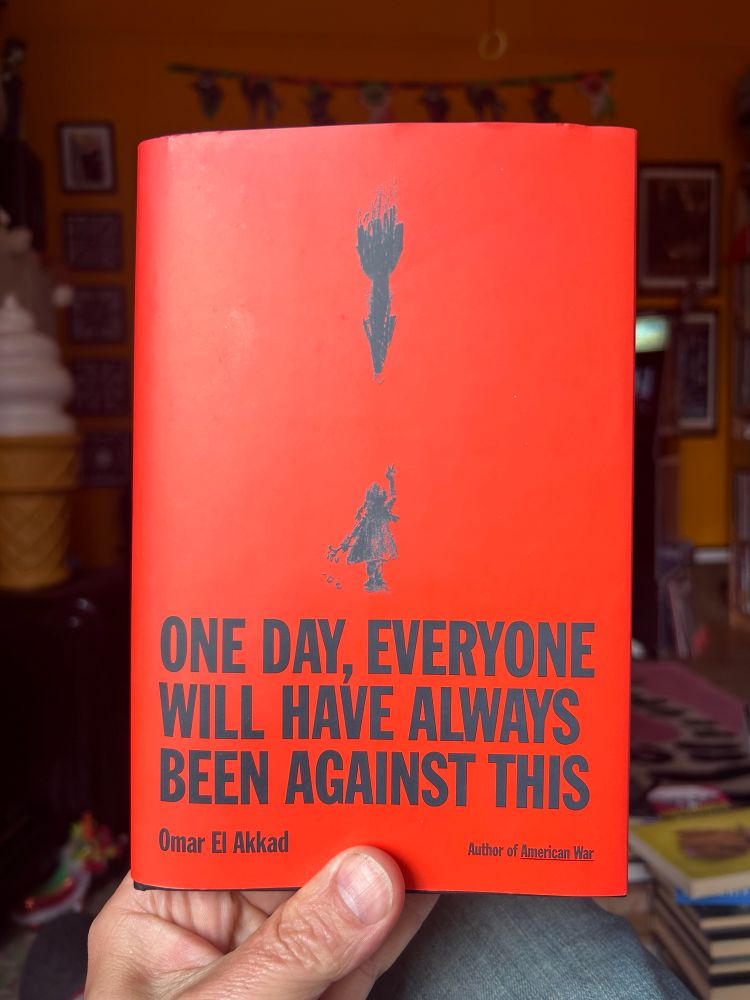 ONE DAY, EVERYONE
WILL HAVE ALWAYS
BEEN AGAINST THIS
Omar El Akkad
Author of American War